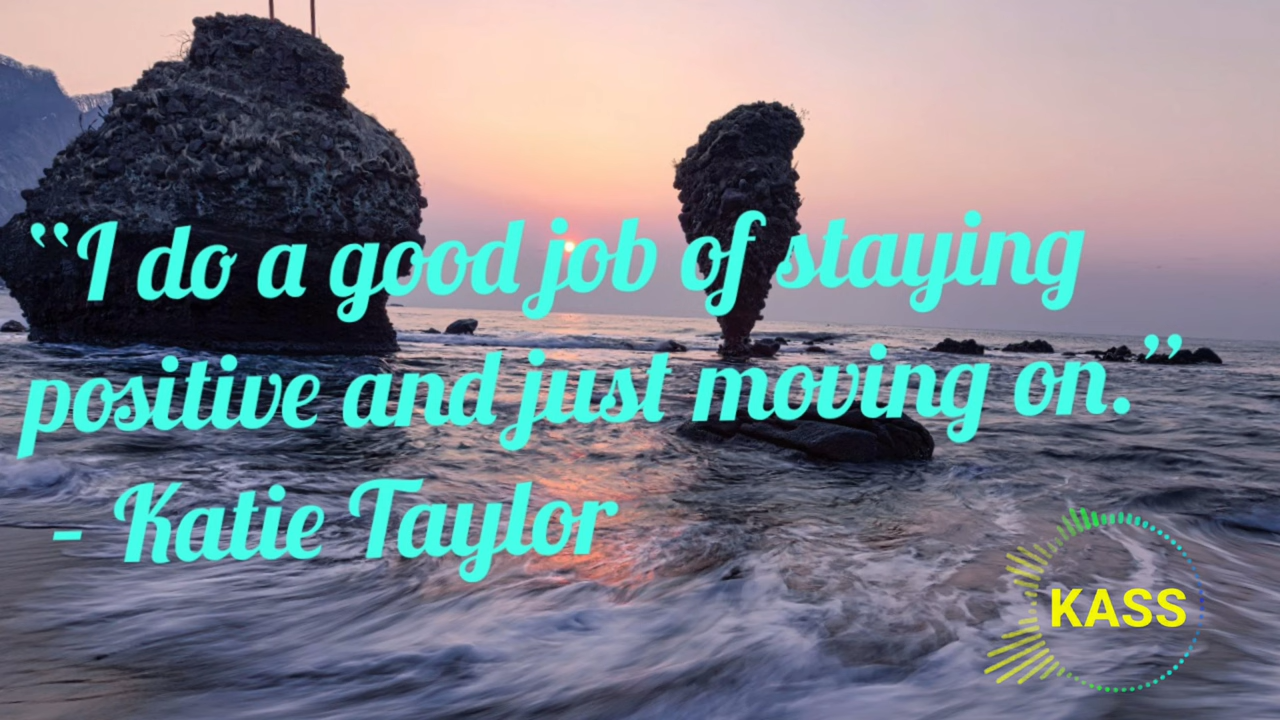 “I do a good job of staying
positive and just moving on.”
- Katie Taylor
KASS